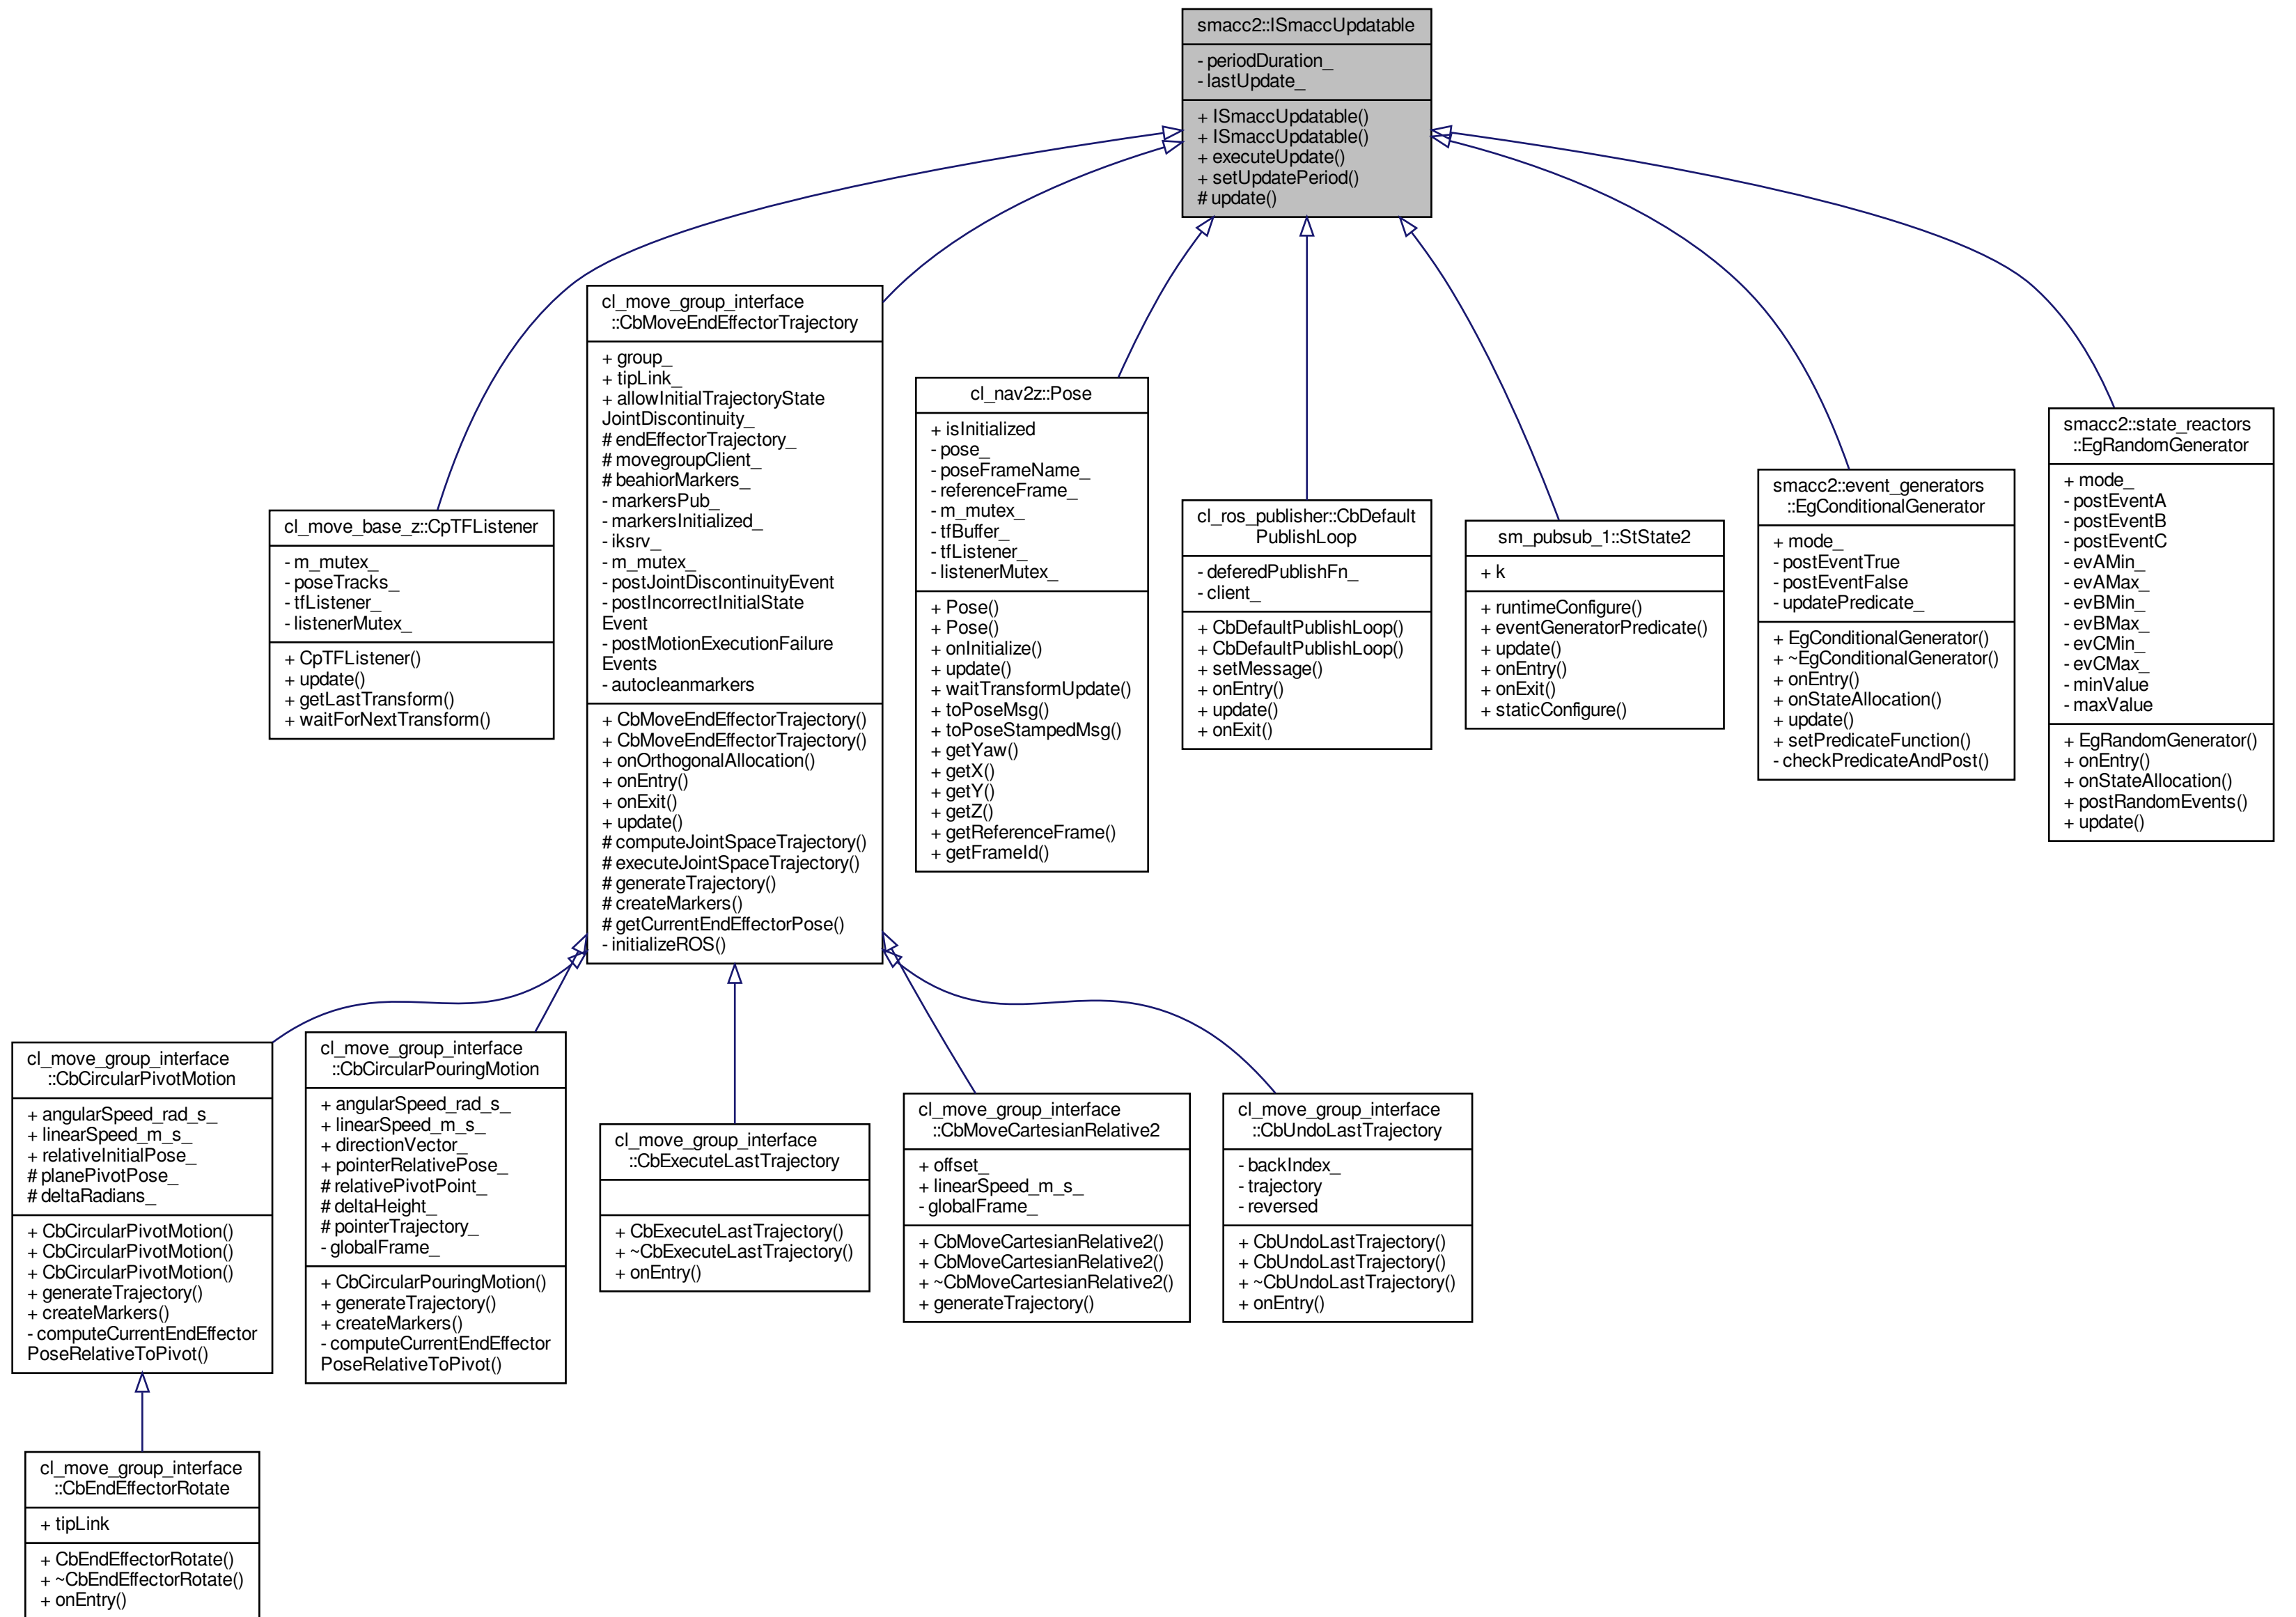 smacc2::ISmaccUpdatable
- periodDuration_
- lastUpdate_
+ ISmaccUpdatable()
+ ISmaccUpdatable()
+ executeUpdate()
+ setUpdatePeriod()
# update()
cl_move_group_interface
::CbMoveEndEffectorTrajectory
+ group_
+ tipLink_
+ allowInitialTrajectoryState
JointDiscontinuity_
# endEffectorTrajectory_
# movegroupClient_
# beahiorMarkers_
- markersPub_
- markersInitialized_
- iksrv_
- m_mutex_
- postJointDiscontinuityEvent
- postIncorrectInitialState
Event
- postMotionExecutionFailure
Events
- autocleanmarkers
+ CbMoveEndEffectorTrajectory()
+ CbMoveEndEffectorTrajectory()
+ onOrthogonalAllocation()
+ onEntry()
+ onExit()
+ update()
# computeJointSpaceTrajectory()
# executeJointSpaceTrajectory()
# generateTrajectory()
# createMarkers()
# getCurrentEndEffectorPose()
- initializeROS()
cl_nav2z::Pose
+ isInitialized
- pose_
- poseFrameName_
- referenceFrame_
- m_mutex_
- tfBuffer_
- tfListener_
- listenerMutex_
+ Pose()
+ Pose()
+ onInitialize()
+ update()
+ waitTransformUpdate()
+ toPoseMsg()
+ toPoseStampedMsg()
+ getYaw()
+ getX()
+ getY()
+ getZ()
+ getReferenceFrame()
+ getFrameId()
smacc2::state_reactors
::EgRandomGenerator
+ mode_
- postEventA
- postEventB
- postEventC
- evAMin_
- evAMax_
- evBMin_
- evBMax_
- evCMin_
- evCMax_
- minValue
- maxValue
+ EgRandomGenerator()
+ onEntry()
+ onStateAllocation()
+ postRandomEvents()
+ update()
smacc2::event_generators
::EgConditionalGenerator
+ mode_
- postEventTrue
- postEventFalse
- updatePredicate_
+ EgConditionalGenerator()
+ ~EgConditionalGenerator()
+ onEntry()
+ onStateAllocation()
+ update()
+ setPredicateFunction()
- checkPredicateAndPost()
cl_ros_publisher::CbDefault
PublishLoop
- deferedPublishFn_
- client_
+ CbDefaultPublishLoop()
+ CbDefaultPublishLoop()
+ setMessage()
+ onEntry()
+ update()
+ onExit()
cl_move_base_z::CpTFListener
- m_mutex_
- poseTracks_
- tfListener_
- listenerMutex_
+ CpTFListener()
+ update()
+ getLastTransform()
+ waitForNextTransform()
sm_pubsub_1::StState2
+ k
+ runtimeConfigure()
+ eventGeneratorPredicate()
+ update()
+ onEntry()
+ onExit()
+ staticConfigure()
cl_move_group_interface
::CbCircularPivotMotion
+ angularSpeed_rad_s_
+ linearSpeed_m_s_
+ relativeInitialPose_
# planePivotPose_
# deltaRadians_
+ CbCircularPivotMotion()
+ CbCircularPivotMotion()
+ CbCircularPivotMotion()
+ generateTrajectory()
+ createMarkers()
- computeCurrentEndEffector
PoseRelativeToPivot()
cl_move_group_interface
::CbCircularPouringMotion
+ angularSpeed_rad_s_
+ linearSpeed_m_s_
+ directionVector_
+ pointerRelativePose_
# relativePivotPoint_
# deltaHeight_
# pointerTrajectory_
- globalFrame_
+ CbCircularPouringMotion()
+ generateTrajectory()
+ createMarkers()
- computeCurrentEndEffector
PoseRelativeToPivot()
cl_move_group_interface
::CbExecuteLastTrajectory
+ CbExecuteLastTrajectory()
+ ~CbExecuteLastTrajectory()
+ onEntry()
cl_move_group_interface
::CbMoveCartesianRelative2
+ offset_
+ linearSpeed_m_s_
- globalFrame_
+ CbMoveCartesianRelative2()
+ CbMoveCartesianRelative2()
+ ~CbMoveCartesianRelative2()
+ generateTrajectory()
cl_move_group_interface
::CbUndoLastTrajectory
- backIndex_
- trajectory
- reversed
+ CbUndoLastTrajectory()
+ CbUndoLastTrajectory()
+ ~CbUndoLastTrajectory()
+ onEntry()
cl_move_group_interface
::CbEndEffectorRotate
+ tipLink
+ CbEndEffectorRotate()
+ ~CbEndEffectorRotate()
+ onEntry()